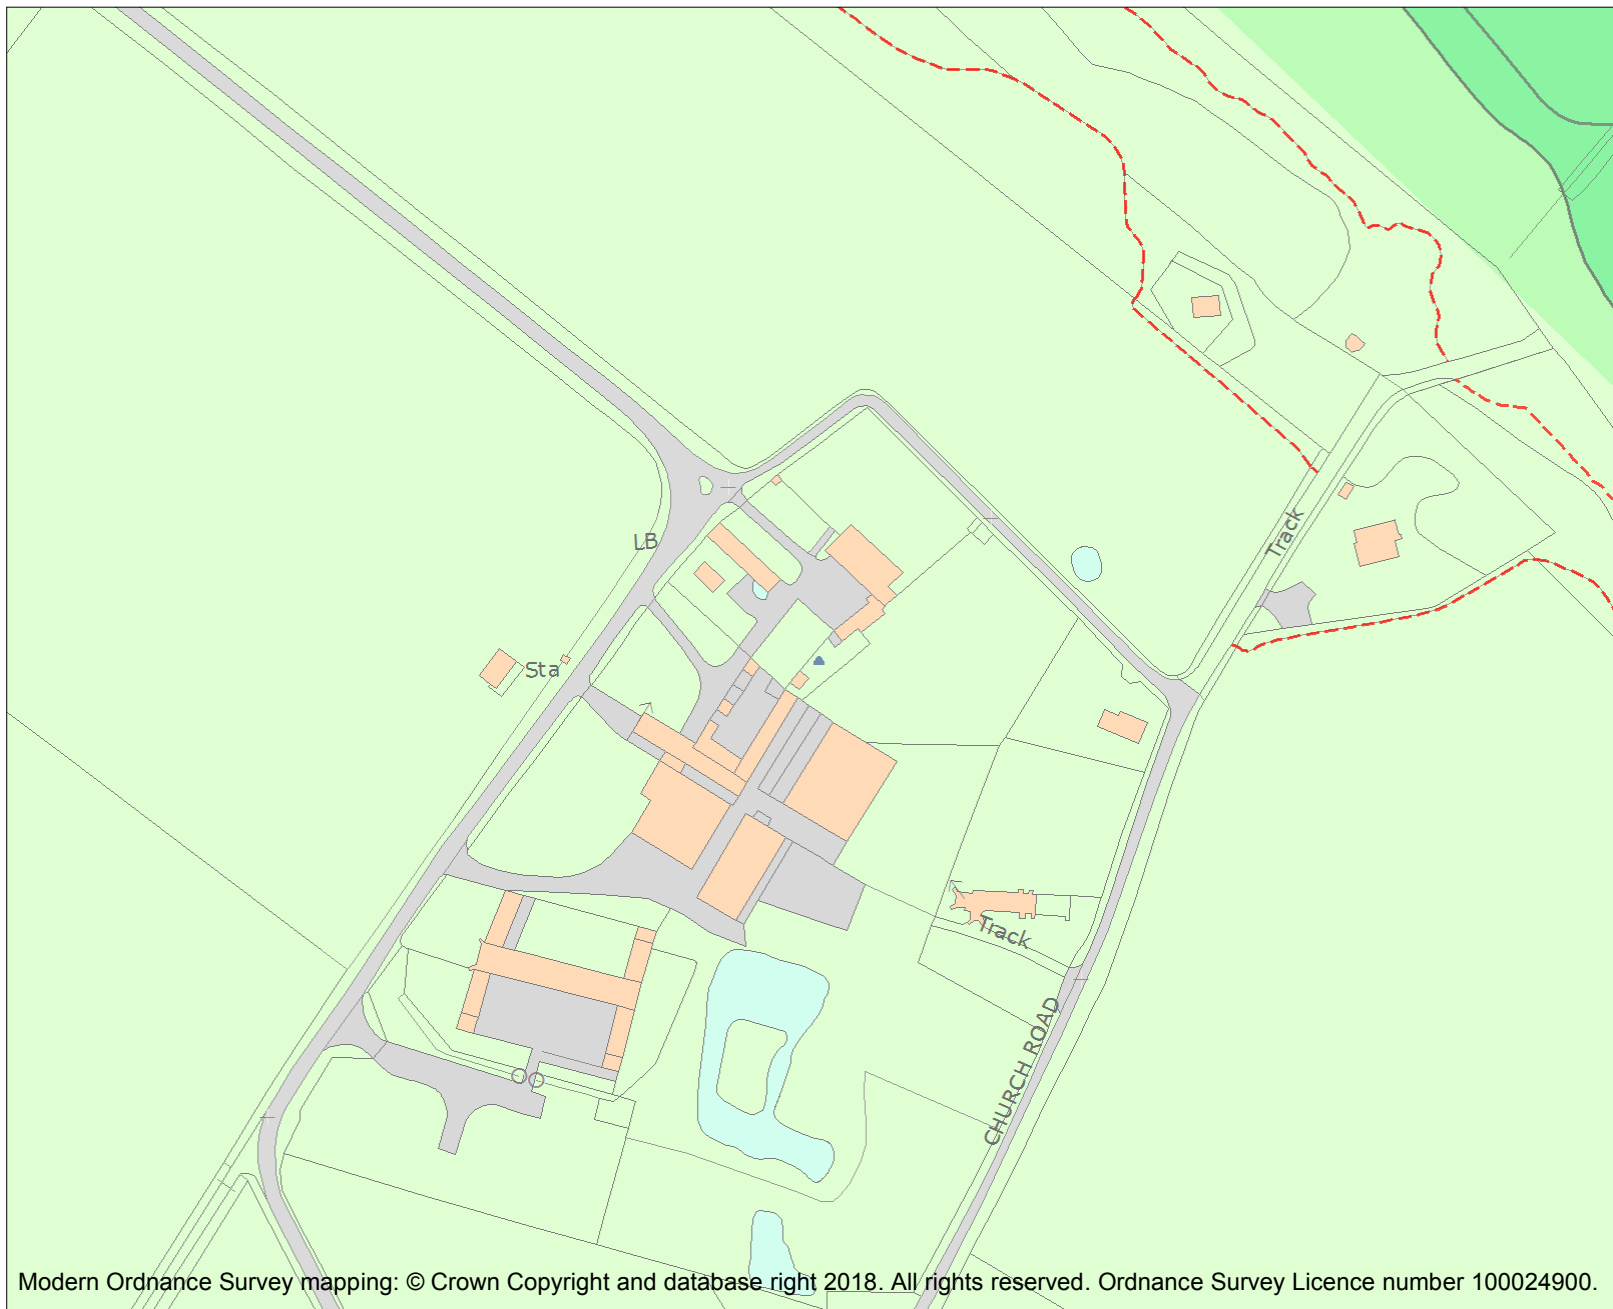 LB
Track
Sta
Track
CHURCH ROAD
Modern Ordnance Survey mapping: © Crown Copyright and database right 2018. All rights reserved. Ordnance Survey Licence number 100024900.